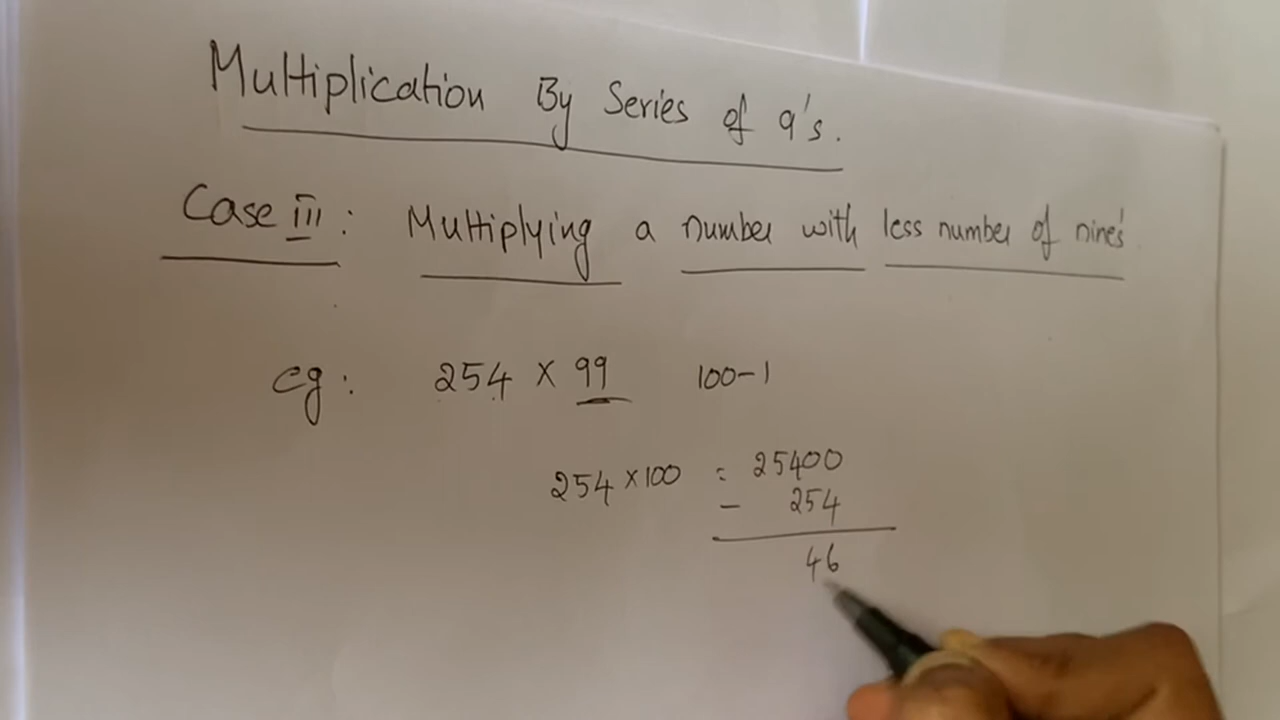 Multiplication By Series of 9's.
Case III : Multiplying a number with less number of nine's
eg : 254 × 99 100-1
254 × 100 = 25400
- 254
46